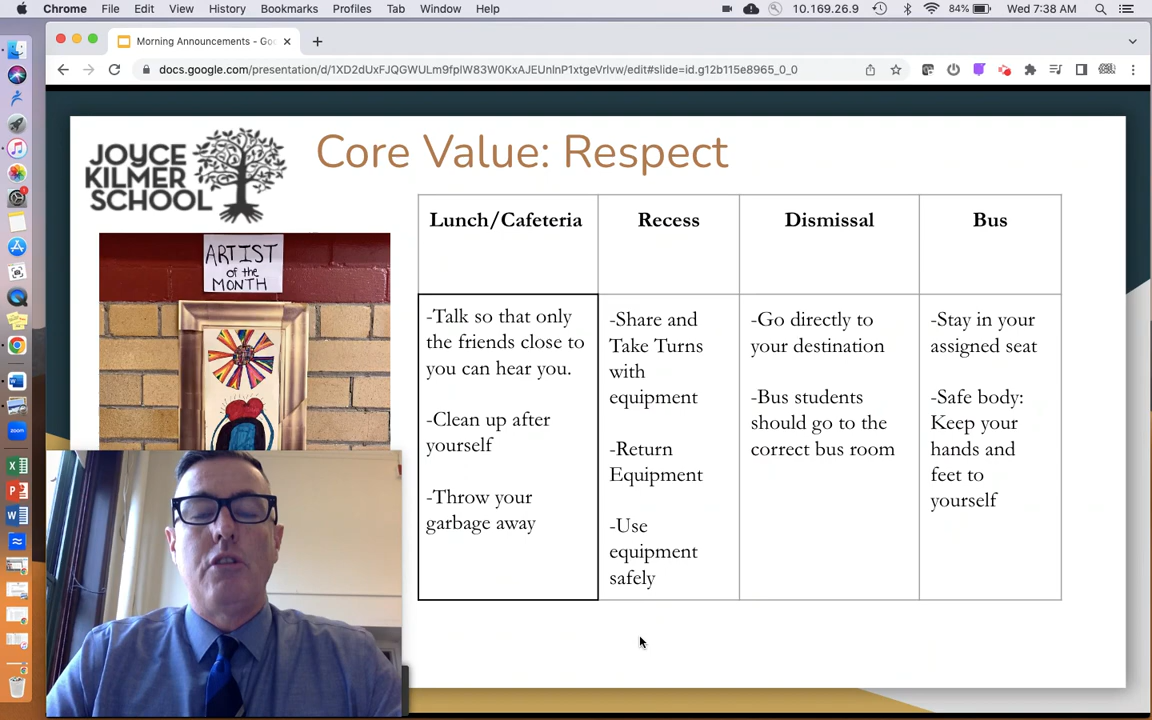 Chrome File Edit View History Bookmarks Profiles Tab Window Help 10.169.26.9 84% Wed 7:38 AM
Morning Announcements - Goo
docs.google.com/presentation/d/1XD2dUxFJQGWULm9fplW83W0KxAJEUnlnP1xtgeVrlvw/edit#slide=id.g12b115e8965_0_0
JOYCE
KILMER
SCHOOL
Core Value: Respect
ARTIST
of the
MONTH
Lunch/Cafeteria
-Talk so that only
the friends close to
you can hear you.
-Clean up after
yourself
-Throw your
garbage away
Recess
-Share and
Take Turns
with
equipment
-Return
Equipment
-Use
equipment
safely
Dismissal
-Go directly to
your destination
-Bus students
should go to the
correct bus room
Bus
-Stay in your
assigned seat
-Safe body:
Keep your
hands and
feet to
yourself
zoom